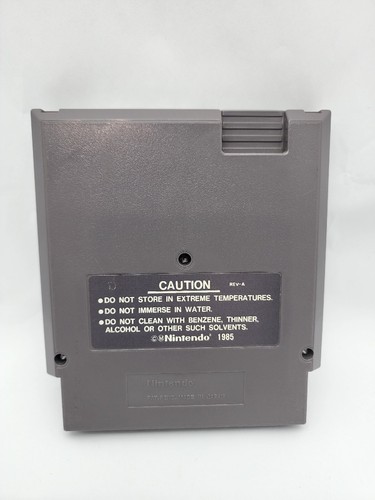 CAUTION REV-A
●DO NOT STORE IN EXTREME TEMPERATURES.
●DO NOT IMMERSE IN WATER.
●DO NOT CLEAN WITH BENZENE, THINNER,
ALCOHOL OR OTHER SUCH SOLVENTS.
©Nintendo® 1985
Nintendo